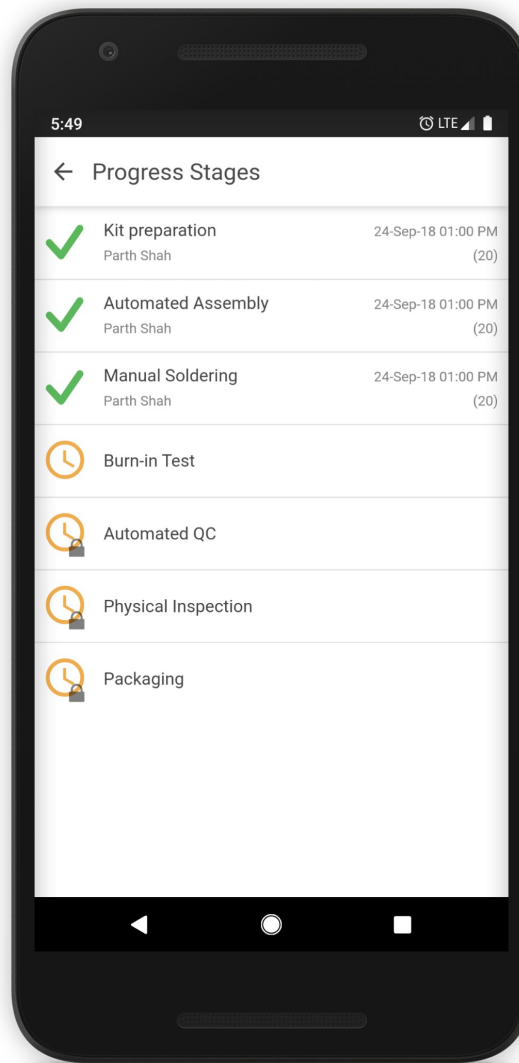 5:49
LTE
Progress Stages
Kit preparation 24-Sep-18 01:00 PM
Parth Shah (20)
Automated Assembly 24-Sep-18 01:00 PM
Parth Shah (20)
Manual Soldering 24-Sep-18 01:00 PM
Parth Shah (20)
Burn-in Test
Automated QC
Physical Inspection
Packaging